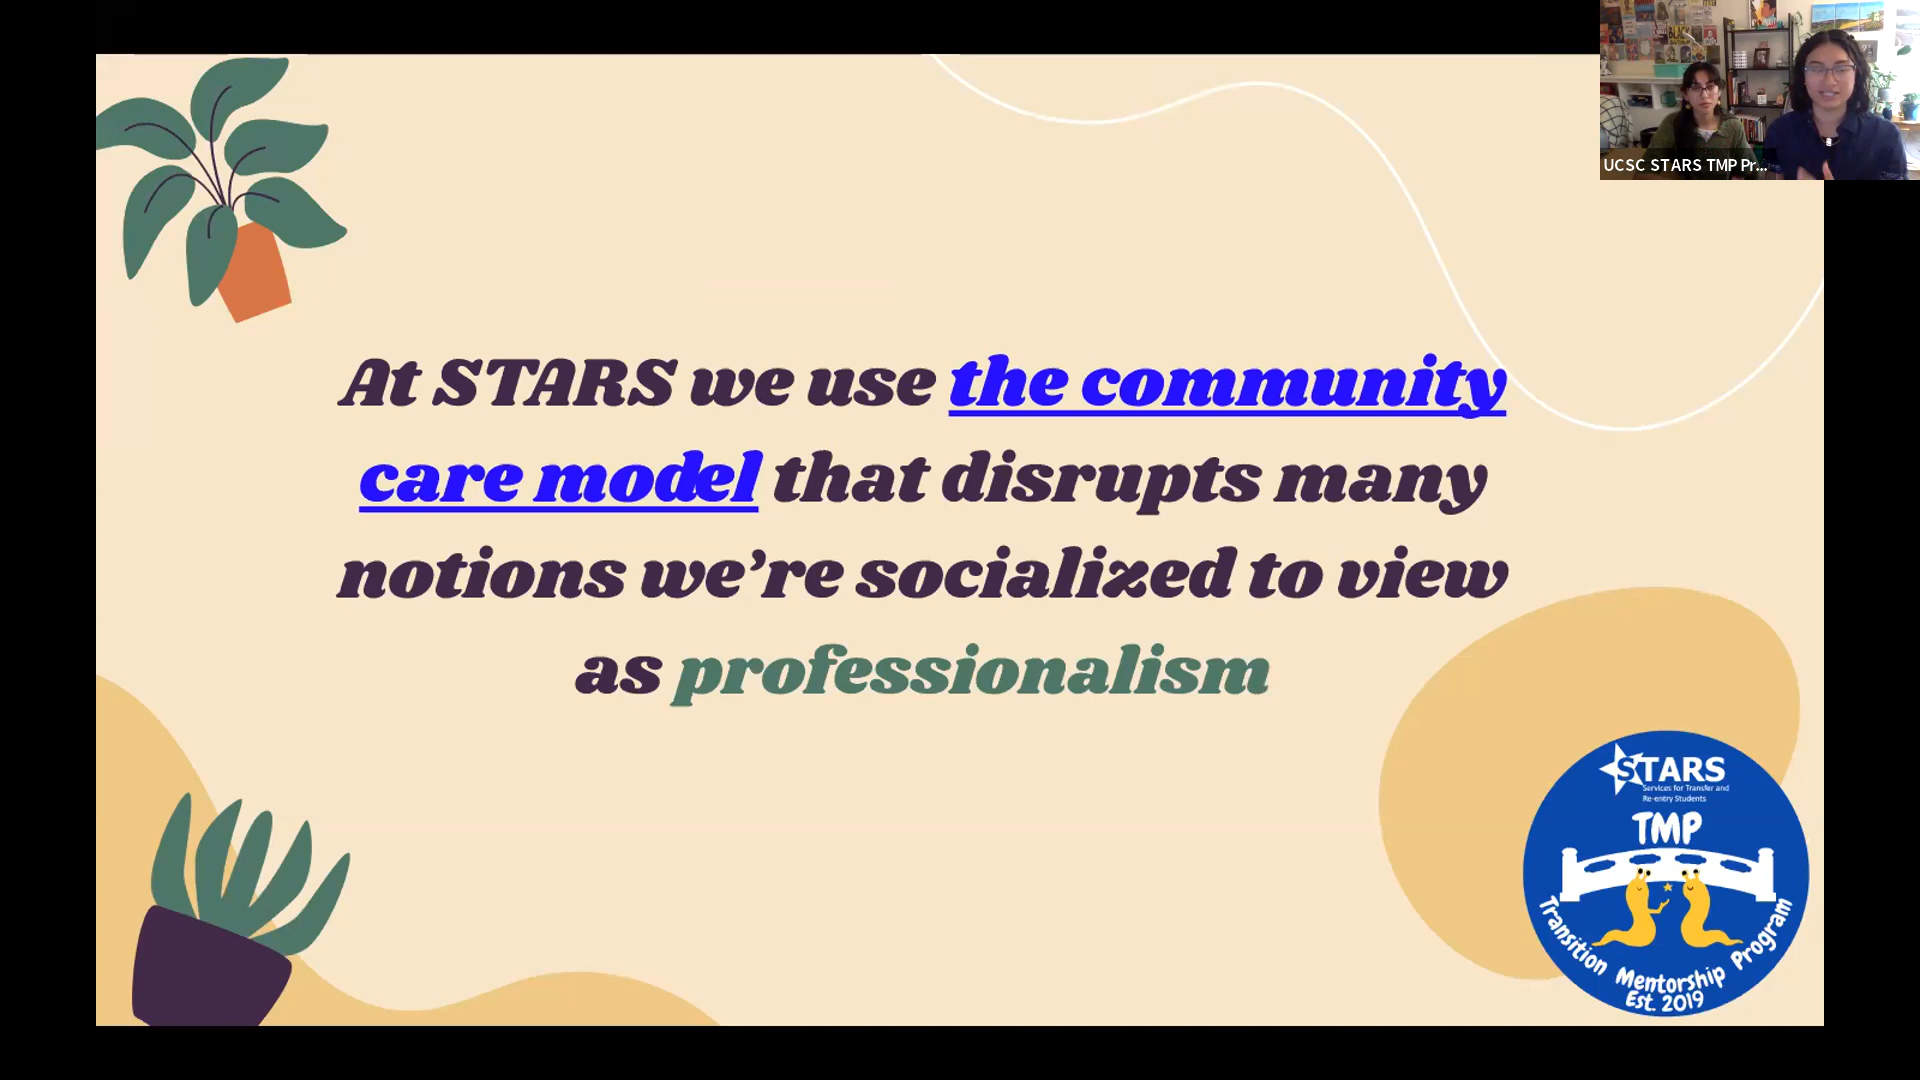 UCSC STARS TMP Pr...
At STARS we use the community
care model that disrupts many
notions we’re socialized to view
as professionalism
STARS
Services for Transfer and
Re-entry Students
TMP
Transition Mentorship Program
Est. 2019